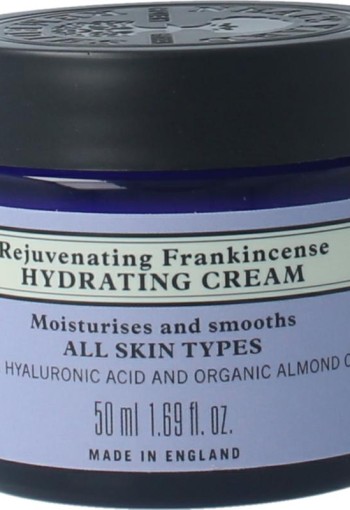 Rejuvenating Frankincense
HYDRATING CREAM
Moisturises and smooths
ALL SKIN TYPES
HYALURONIC ACID AND ORGANIC ALMOND
50 ml 1.69 fl. oz.
MADE IN ENGLAND